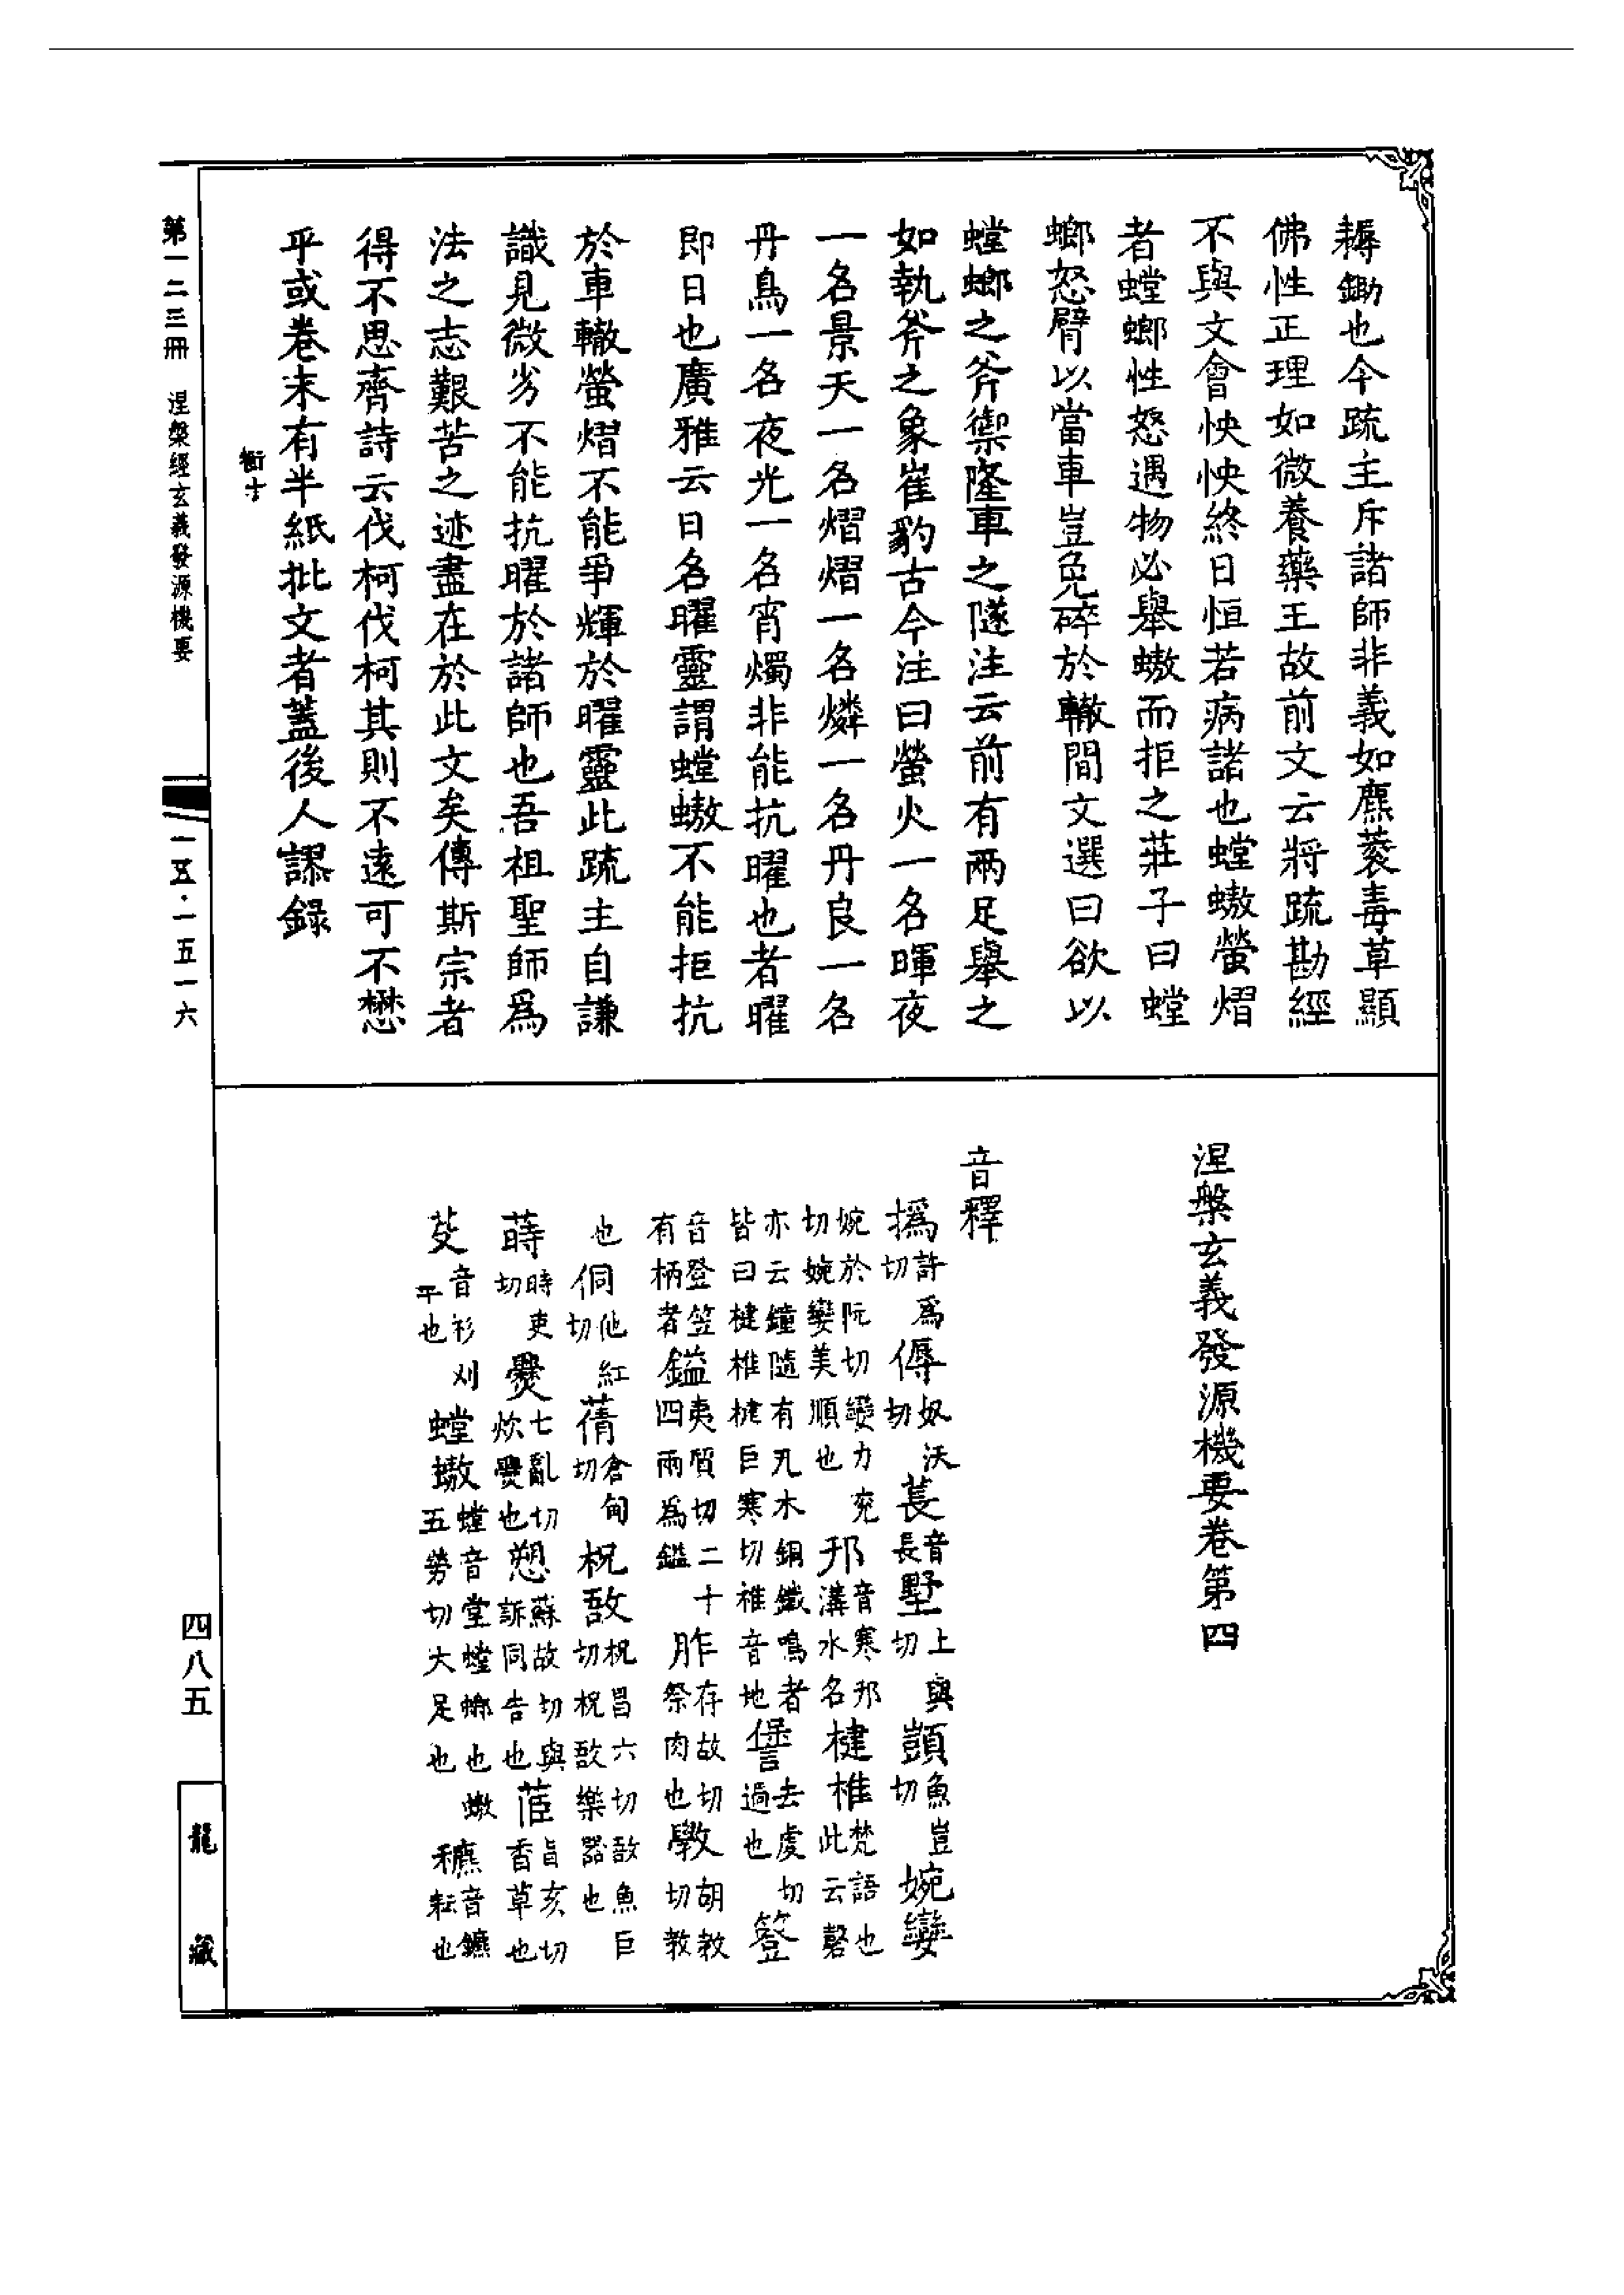 耨鋤也今疏主斥諸師非義如麃蔉毒草顯
佛性正理如微養藥王故前文云將疏勘經
不與文會怏怏終日恒若病諸也螳螯螢熠
者螳螂性怒遇物必舉螯而拒之莊子曰螳
螂怒臂以當車豈免碎於轍間文選曰欲以
螳螂之斧禦隆車之隧注云前有兩足舉之
如執斧之象崔豹古今注曰螢火一名暉夜
一名景天一名熠熠一名燐一名丹良一名
丹鳥一名夜光一名宵燭非能抗曜也者曜
即日也廣雅云日名曜靈謂螳螯不能拒抗
於車轍螢熠不能爭輝於曜靈此疏主自謙
識見微劣不能抗曜於諸師也吾祖聖師爲
法之志艱苦之迹盡在於此文矣傳斯宗者
得不思齊詩云伐柯伐柯其則不遠可不懋
乎或卷末有半紙批文者蓋後人謬錄
衝十
涅槃玄義發源機要卷第四
音釋
撝許爲切 傉奴沃切 萇音長 墅上與切 顗魚豈切 婉孌
婉於阮切孌力兗切婉孌美順也 邗音寒邗溝水名 楗椎梵語也此云磬
亦云鐘隨有瓦木銅鐵鳴者皆曰楗椎楗巨寒切椎音地 諐去虔切過也 簦
音登笠有柄者 鎰夷質切二十四兩爲鎰 胙存故切祭肉也 斆胡教切教
也 侗他紅切 蒨倉甸切 柷敔柷昌六切敔魚巨切柷敔樂器也
蒔時吏切 爨七亂切炊爨也 愬蘇故切與訴同告也 茝旨亥切香草也
芟音衫刈平也 螳螯螳音堂螳螂也螯五勞切大足也 穮音鑣耘也
第一二三冊 涅槃經玄義發源機要
一五·一五一六
四八五
龍藏